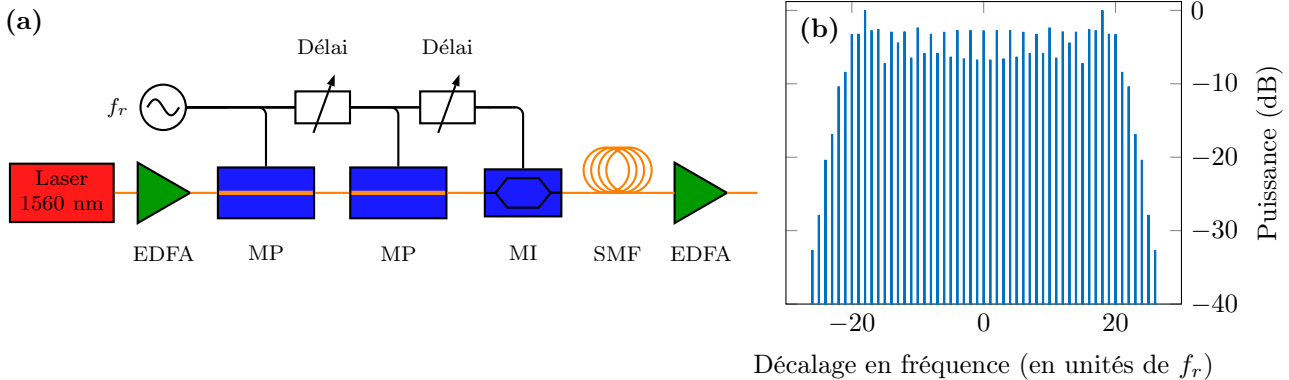 (a)
Délai
Délai
f_r
Laser
1560 nm
EDFA
MP
MP
MI
SMF
EDFA
(b)
0
−10
−20
−30
−40
Puissance (dB)
−20
0
20
Décalage en fréquence (en unités de f_r)